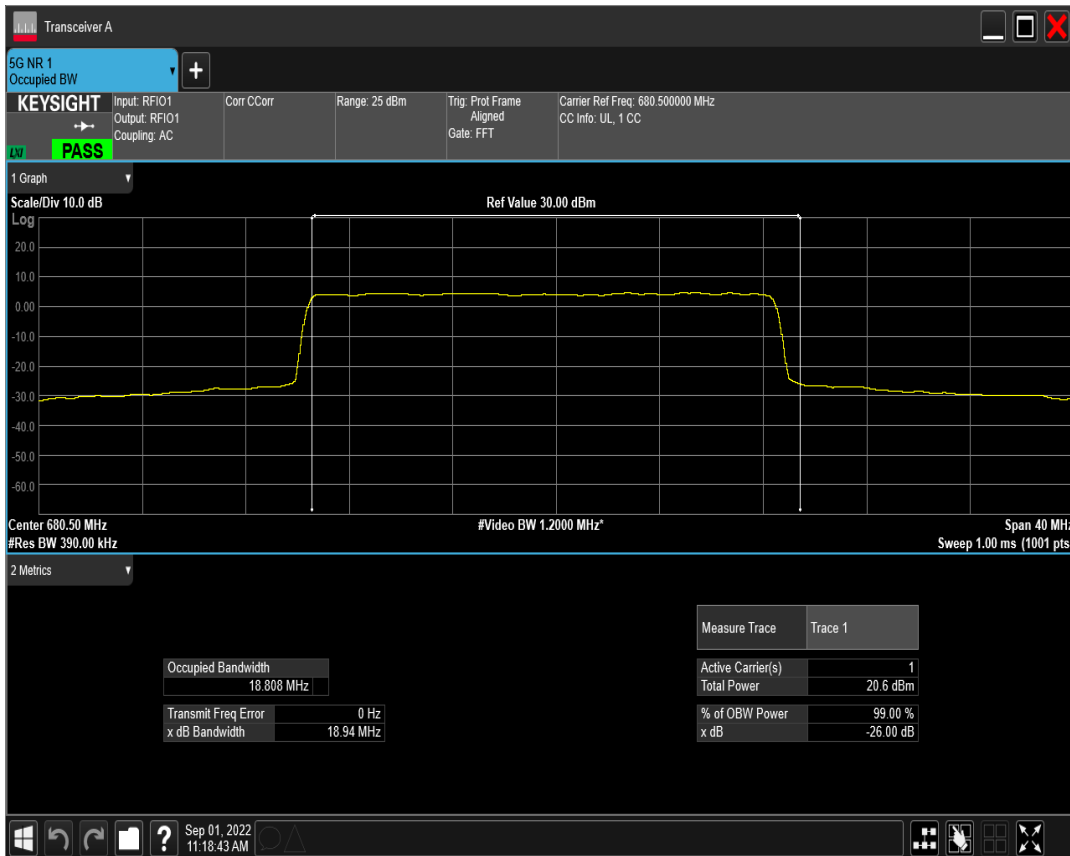 Transceiver A
5G NR 1
Occupied BW
KEYSIGHT
LXI
PASS
Input: RFIO1
Output: RFIO1
Coupling: AC
Corr CCorr
Range: 25 dBm
Trig: Prot Frame
Aligned
Gate: FFT
Carrier Ref Freq: 680.500000 MHz
CC Info: UL, 1 CC
1 Graph
Scale/Div 10.0 dB
Ref Value 30.00 dBm
Log
20.0
10.0
0.00
-10.0
-20.0
-30.0
-40.0
-50.0
-60.0
Center 680.50 MHz
#Video BW 1.2000 MHz*
Span 40 MHz
#Res BW 390.00 kHz
Sweep 1.00 ms (1001 pts
2 Metrics
Measure Trace Trace 1
Occupied Bandwidth
18.808 MHz
Active Carrier(s) 1
Total Power 20.6 dBm
Transmit Freq Error 0 Hz
x dB Bandwidth 18.94 MHz
% of OBW Power 99.00 %
x dB -26.00 dB
?
Sep 01, 2022
11:18:43 AM